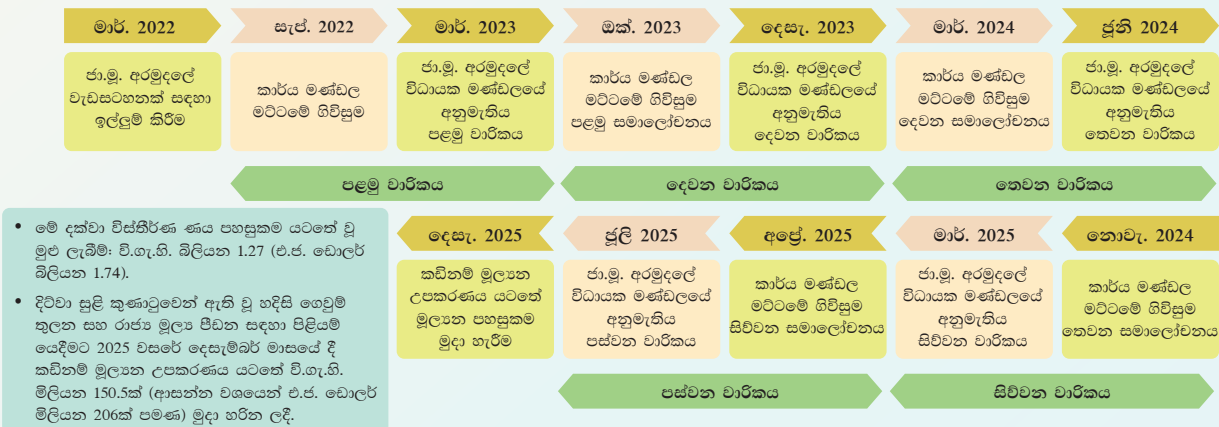 මාර්. 2022
සැප්. 2022
මාර්. 2023
ඔක්. 2023
දෙසැ. 2023
මාර්. 2024
ජූනි 2024
ජා.මූ. අරමුදලේ
වැඩසටහනක් සඳහා
ඉල්ලුම් කිරීම
කාර්ය මණ්ඩල
මට්ටමේ ගිවිසුම
ජා.මූ. අරමුදලේ
විධායක මණ්ඩලයේ
අනුමැතිය
පළමු වාරිකය
කාර්ය මණ්ඩල
මට්ටමේ ගිවිසුම
පළමු සමාලෝචනය
ජා.මූ. අරමුදලේ
විධායක මණ්ඩලයේ
අනුමැතිය
දෙවන වාරිකය
කාර්ය මණ්ඩල
මට්ටමේ ගිවිසුම
දෙවන සමාලෝචනය
ජා.මූ. අරමුදලේ
විධායක මණ්ඩලයේ
අනුමැතිය
තෙවන වාරිකය
පළමු වාරිකය
දෙවන වාරිකය
තෙවන වාරිකය
• මේ දක්වා විස්තීර්ණ ණය පහසුකම යටතේ වූ
මුළු ලැබීම්: වි.ගැ.හි. බිලියන 1.27 (එ.ජ. ඩොලර්
බිලියන 1.74).
• දිට්වා සුළි කුණාටුවෙන් ඇති වූ හදිසි ගෙවුම්
තුලන සහ රාජ්‍ය මූල්‍ය පීඩන සඳහා පිළියම්
යෙදීමට 2025 වසරේ දෙසැම්බර් මාසයේ දී
කඩිනම් මූල්‍යන උපකරණය යටතේ වි.ගැ.හි.
මිලියන 150.5ක් (ආසන්න වශයෙන් එ.ජ. ඩොලර්
මිලියන 206ක් පමණ) මුදා හරින ලදී.
දෙසැ. 2025
ජූලි 2025
අප්‍රේ. 2025
මාර්. 2025
නොවැ. 2024
කඩිනම් මූල්‍යන
උපකරණය යටතේ
මූල්‍යන පහසුකම
මුදා හැරීම
ජා.මූ. අරමුදලේ
විධායක මණ්ඩලයේ
අනුමැතිය
පස්වන වාරිකය
කාර්ය මණ්ඩල
මට්ටමේ ගිවිසුම
සිව්වන සමාලෝචනය
ජා.මූ. අරමුදලේ
විධායක මණ්ඩලයේ
අනුමැතිය
සිව්වන වාරිකය
කාර්ය මණ්ඩල
මට්ටමේ ගිවිසුම
තෙවන සමාලෝචනය
පස්වන වාරිකය
සිව්වන වාරිකය